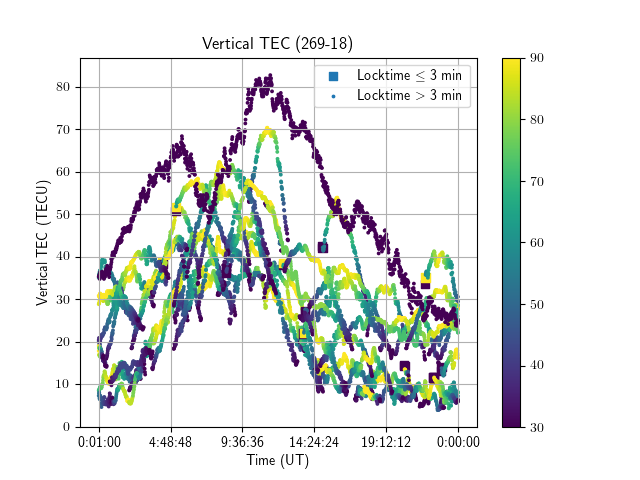 Vertical TEC (269-18)
Locktime ≤ 3 min
Locktime > 3 min
Vertical TEC (TECU)
80
70
60
50
40
30
20
10
0
0:01:00 4:48:48 9:36:36 14:24:24 19:12:12 0:00:00
Time (UT)
90
80
70
60
50
40
30